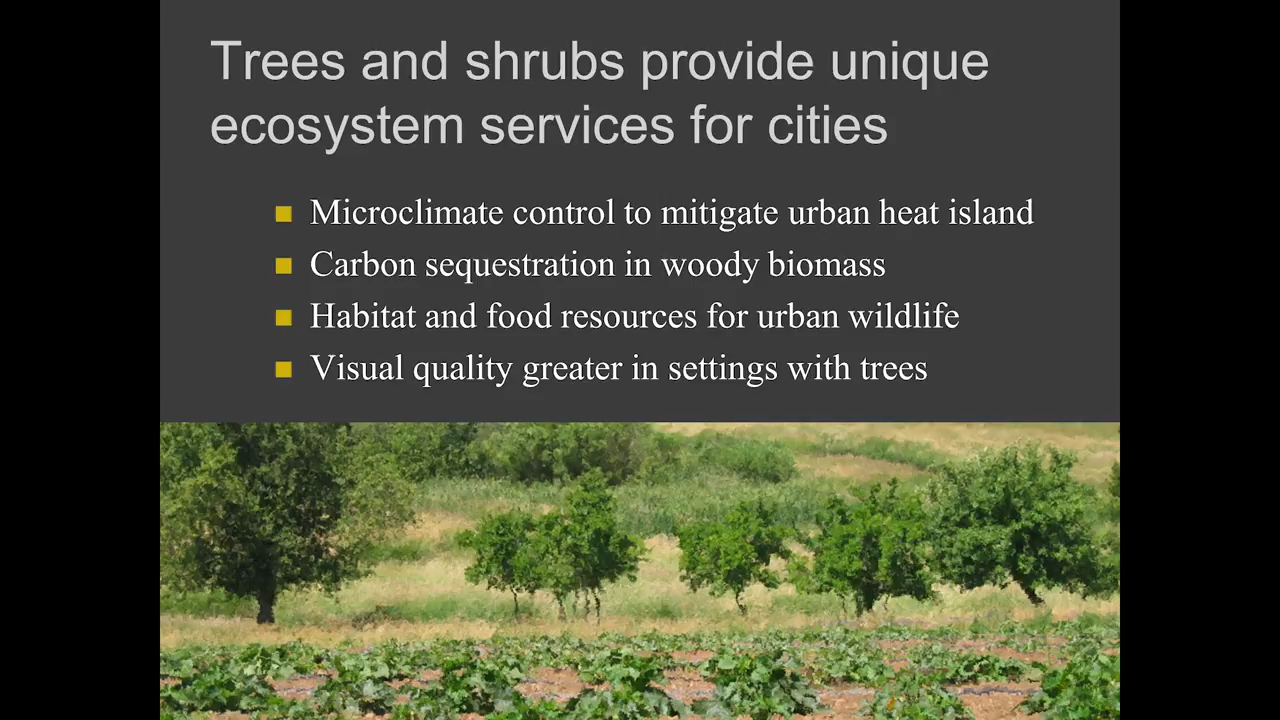 Trees and shrubs provide unique
ecosystem services for cities
Microclimate control to mitigate urban heat island
Carbon sequestration in woody biomass
Habitat and food resources for urban wildlife
Visual quality greater in settings with trees